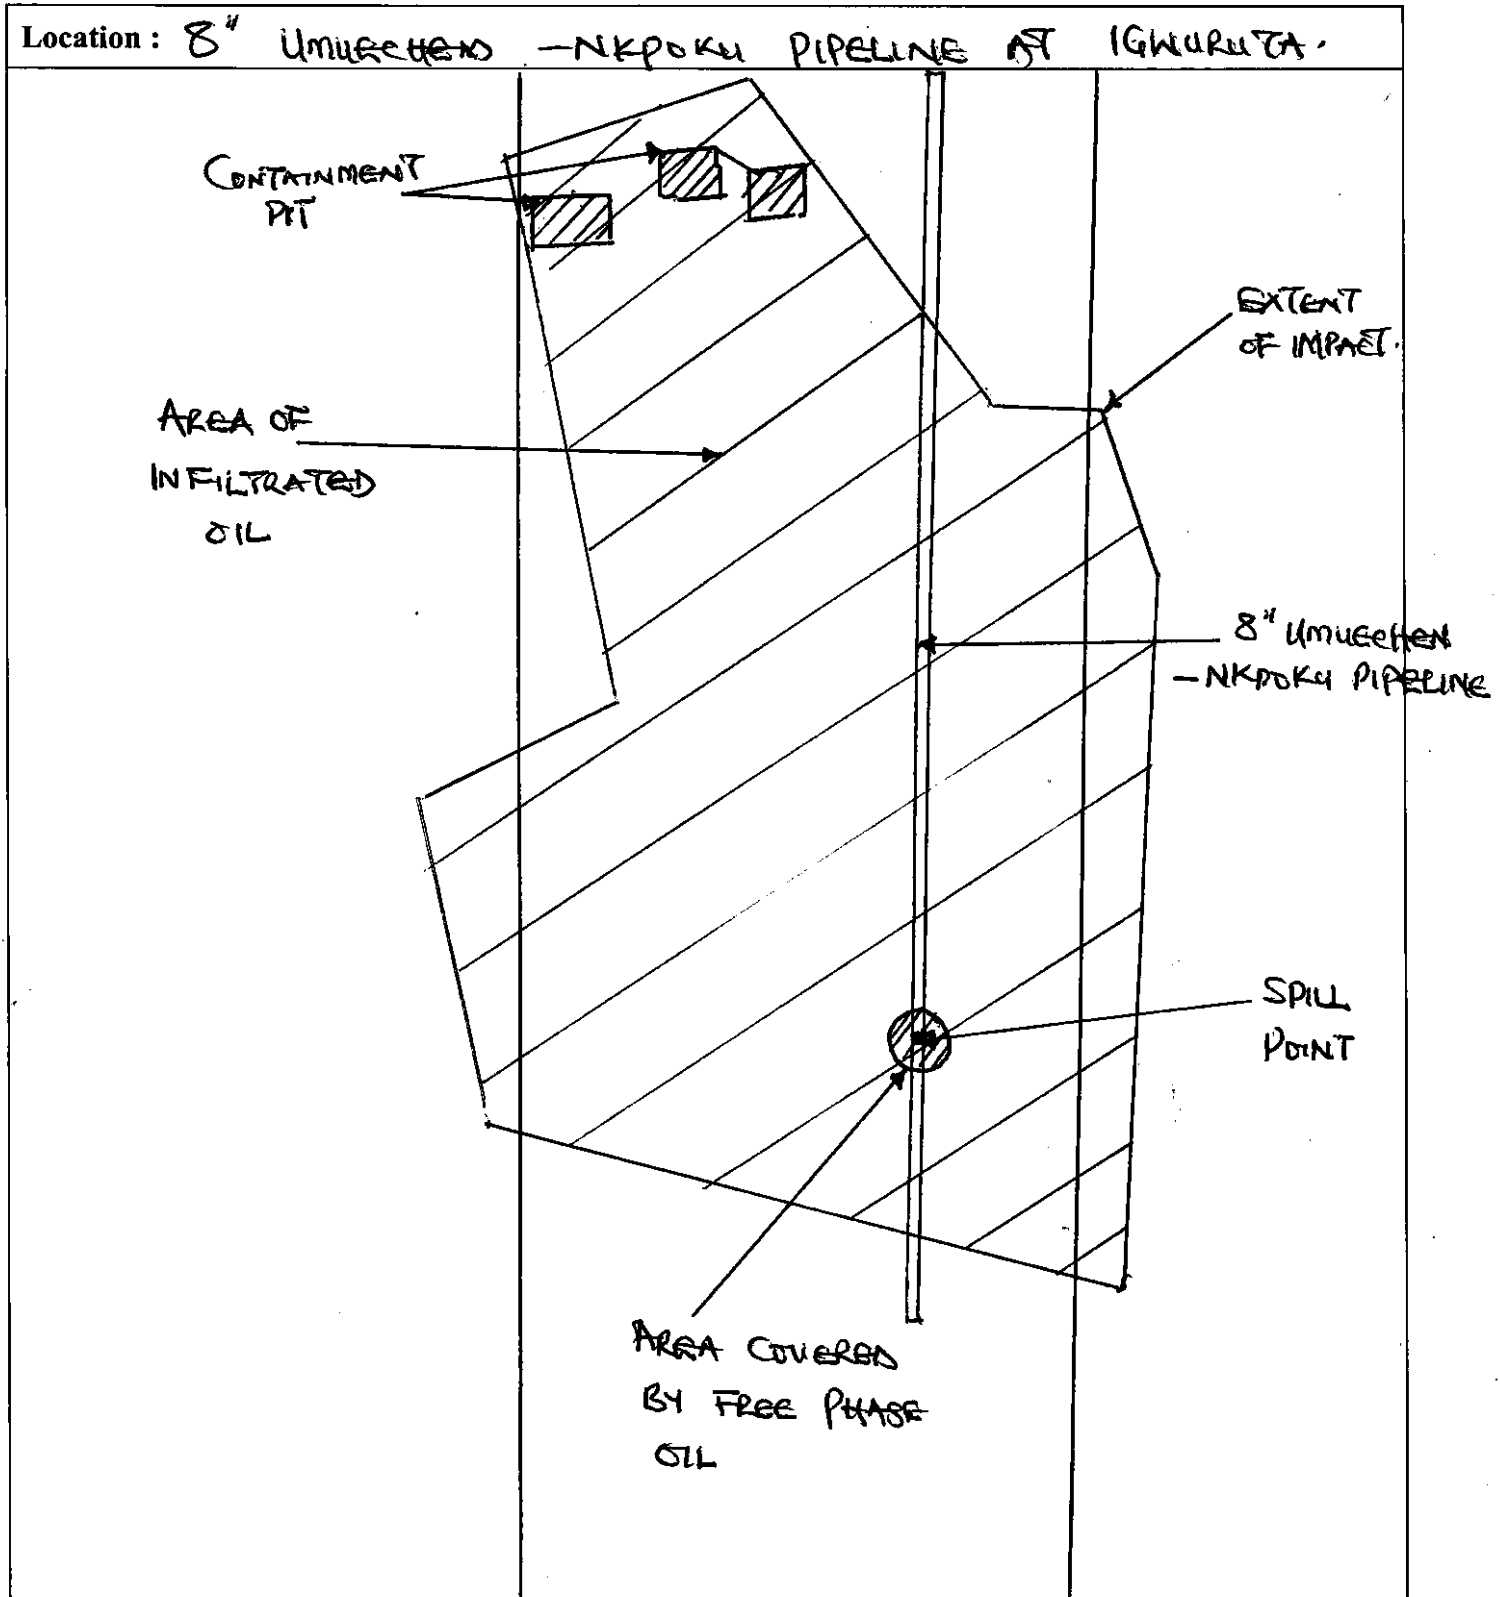 Location : 8" UMUECHEM -NKPOKU PIPELINE AT IGWURUTA.
CONTAINMENT
PIT
EXTENT
OF IMPACT.
AREA OF
INFILTRATED
OIL
8" UMUECHEM
-NKPOKU PIPELINE
SPILL
POINT
AREA COVERED
BY FREE PHASE
OIL